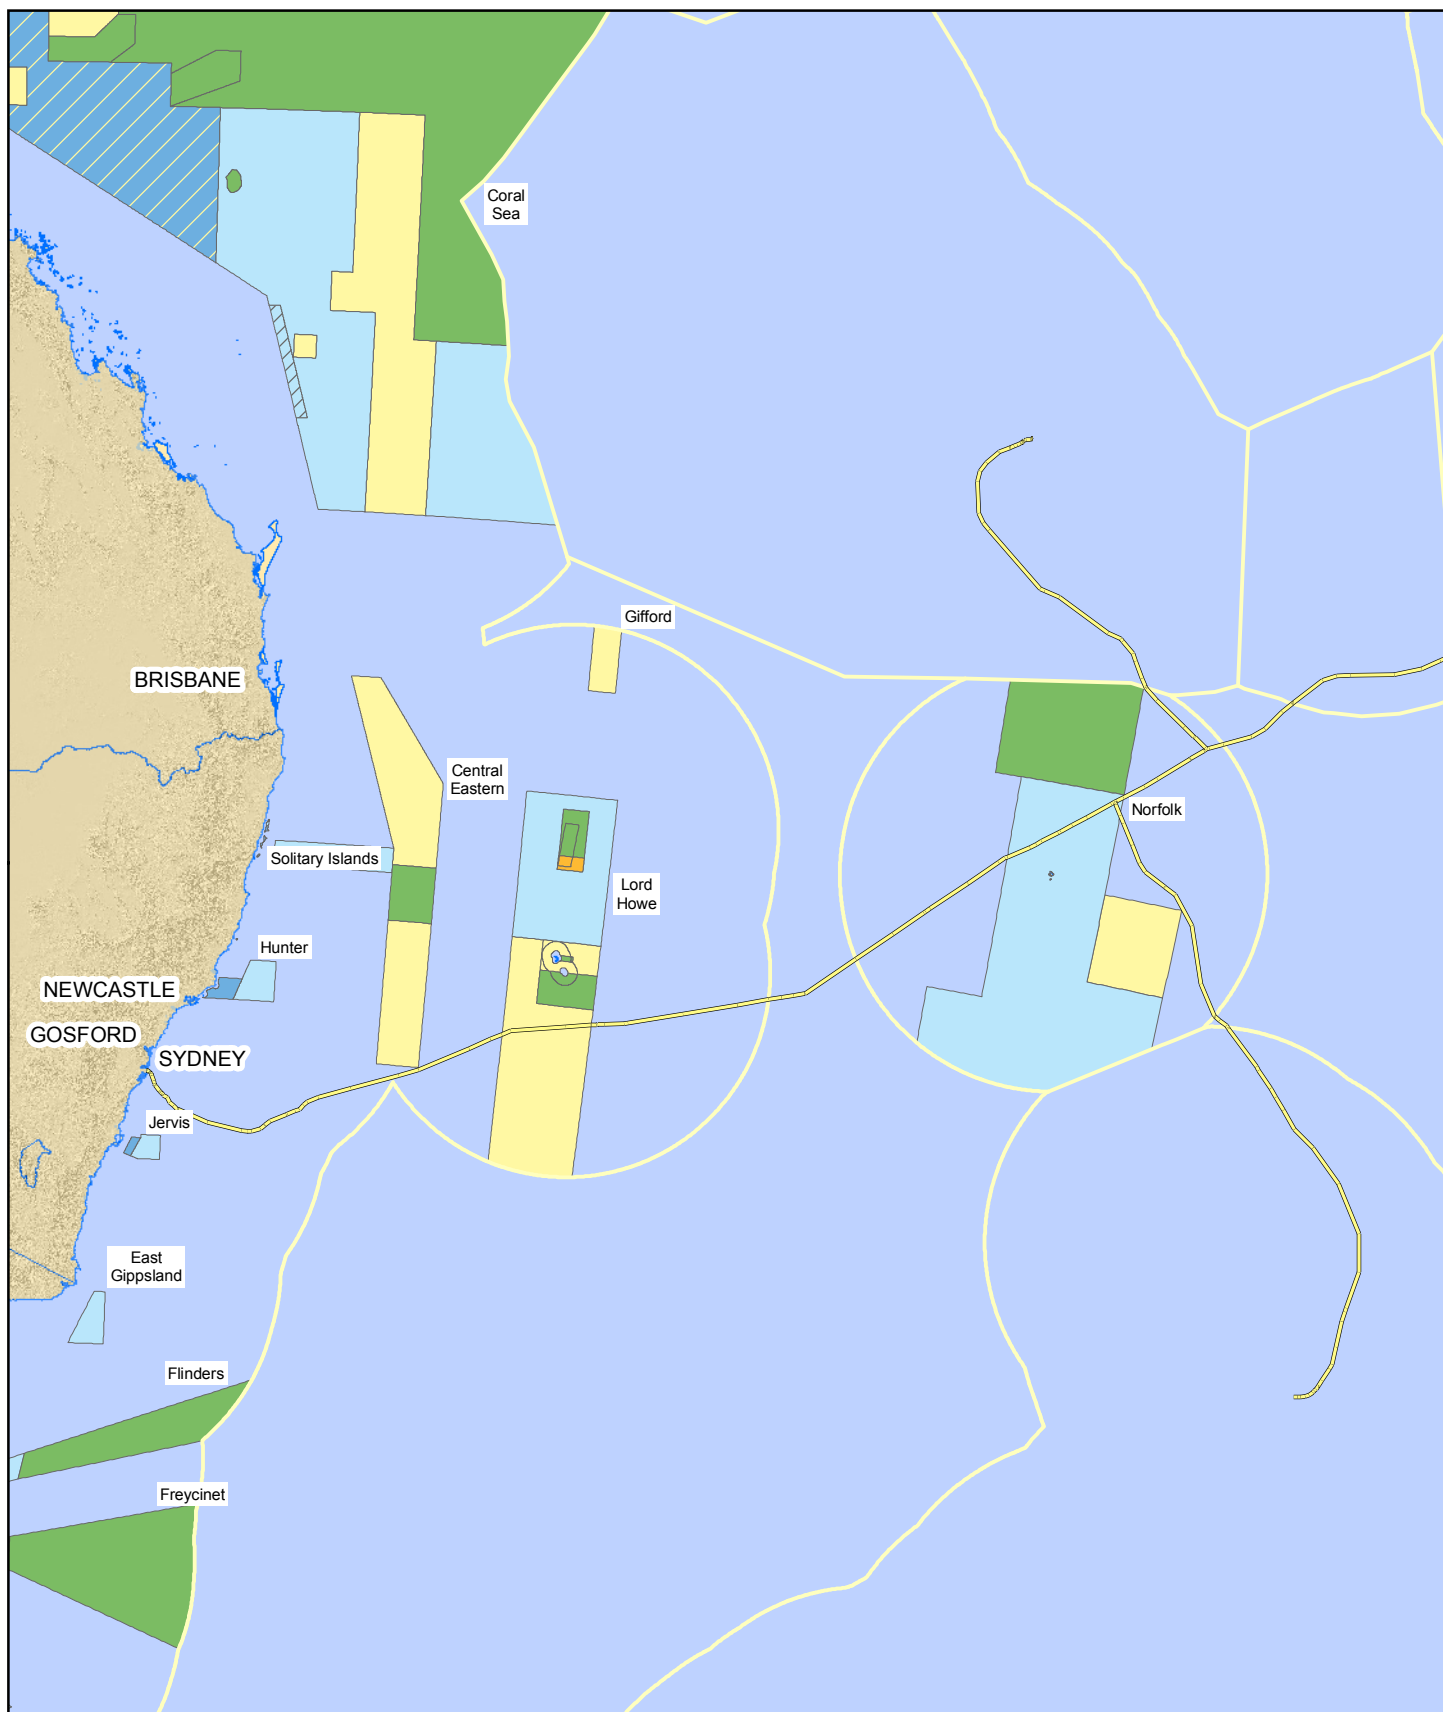 Coral
Sea
Gifford
BRISBANE
Central
Eastern
Norfolk
Solitary Islands
Lord
Howe
Hunter
NEWCASTLE
GOSFORD
SYDNEY
Jervis
East
Gippsland
Flinders
Freycinet